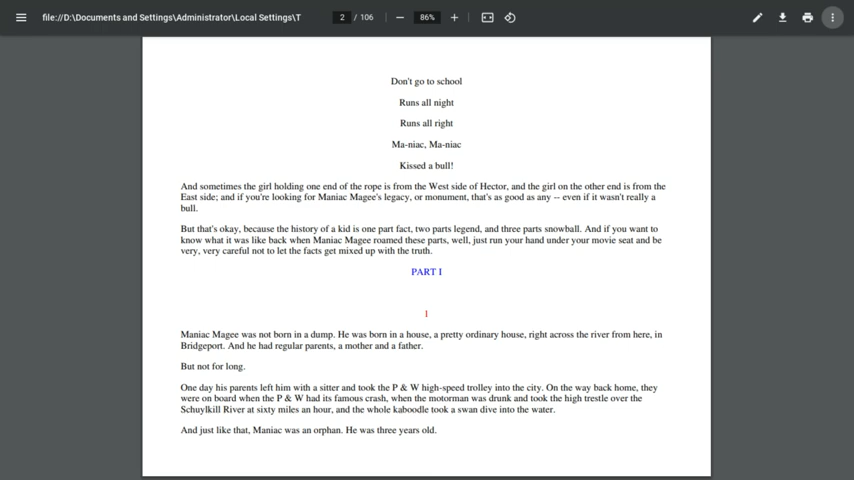 file://D:\Documents and Settings\Administrator\Local Settings\T
2 / 106
86%
Don't go to school
Runs all night
Runs all right
Ma-niac, Ma-niac
Kissed a bull!
And sometimes the girl holding one end of the rope is from the West side of Hector, and the girl on the other end is from the
East side; and if you're looking for Maniac Magee's legacy, or monument, that's as good as any -- even if it wasn't really a
bull.
But that's okay, because the history of a kid is one part fact, two parts legend, and three parts snowball. And if you want to
know what it was like back when Maniac Magee roamed these parts, well, just run your hand under your movie seat and be
very, very careful not to let the facts get mixed up with the truth.
PART I
1
Maniac Magee was not born in a dump. He was born in a house, a pretty ordinary house, right across the river from here, in
Bridgeport. And he had regular parents, a mother and a father.
But not for long.
One day his parents left him with a sitter and took the P & W high-speed trolley into the city. On the way back home, they
were on board when the P & W had its famous crash, when the motorman was drunk and took the high trestle over the
Schuylkill River at sixty miles an hour, and the whole kaboodle took a swan dive into the water.
And just like that, Maniac was an orphan. He was three years old.